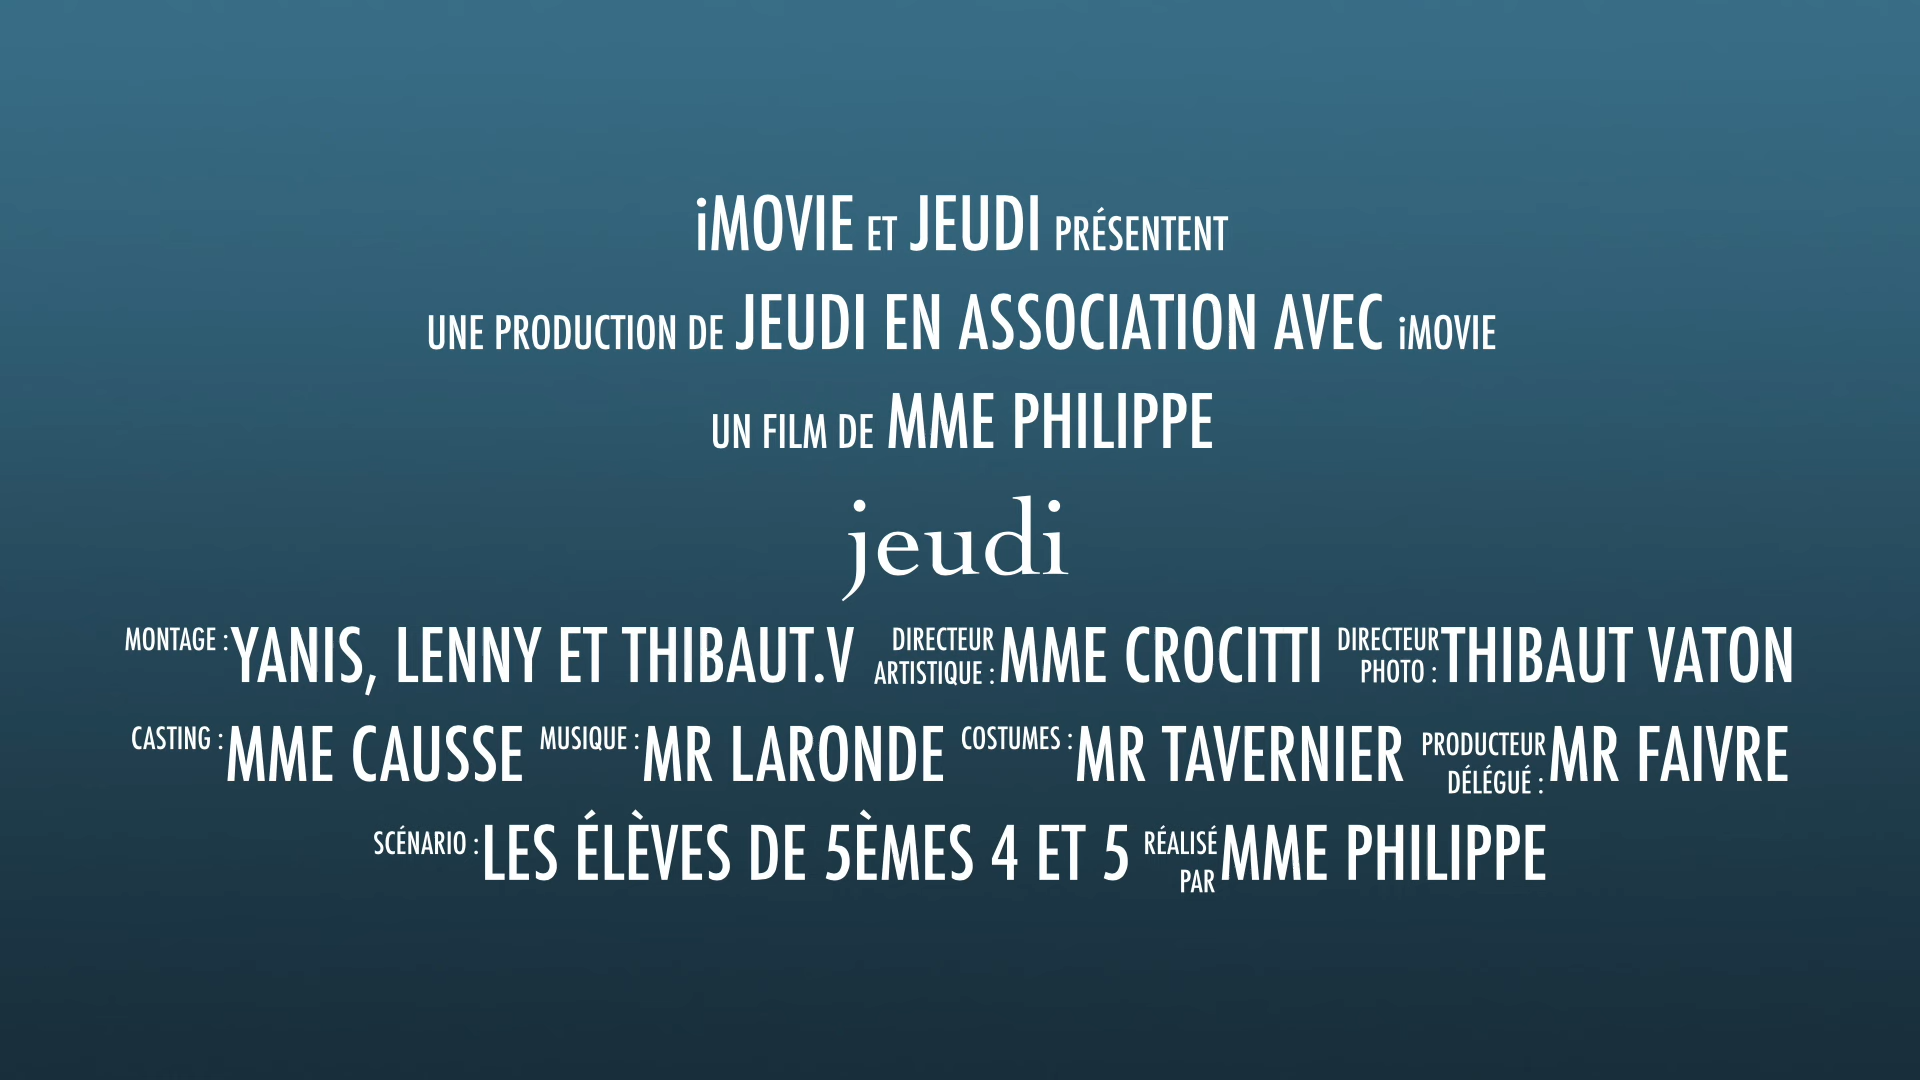 iMOVIE ET JEUDI PRÉSENTENT
UNE PRODUCTION DE JEUDI EN ASSOCIATION AVEC iMOVIE
UN FILM DE MME PHILIPPE
jeudi
MONTAGE : YANIS, LENNY ET THIBAUT.V DIRECTEUR ARTISTIQUE : MME CROCITTI DIRECTEUR PHOTO : THIBAUT VATON
CASTING : MME CAUSSE MUSIQUE : MR LARONDE COSTUMES : MR TAVERNIER PRODUCTEUR DÉLÉGUÉ : MR FAIVRE
SCÉNARIO : LES ÉLÈVES DE 5ÈMES 4 ET 5 RÉALISÉ PAR MME PHILIPPE